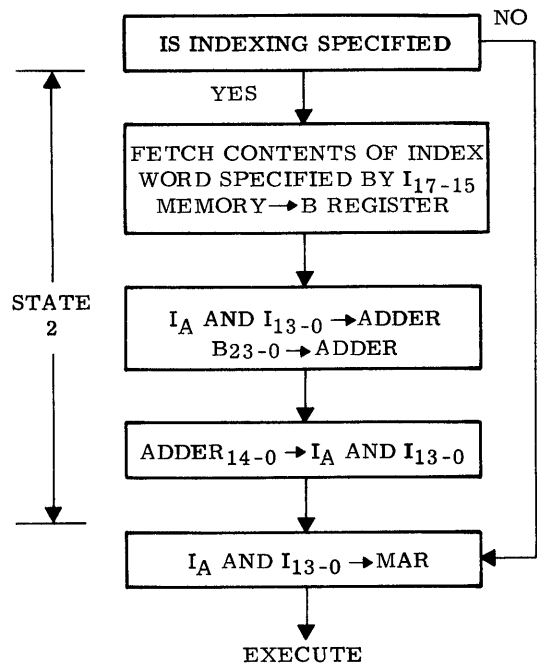 NO
IS INDEXING SPECIFIED
YES
FETCH CONTENTS OF INDEX
WORD SPECIFIED BY I17-15
MEMORY→B REGISTER
STATE
2
IA AND I13-0→ADDER
B23-0→ADDER
ADDER14-0→IA AND I13-0
IA AND I13-0→MAR
EXECUTE